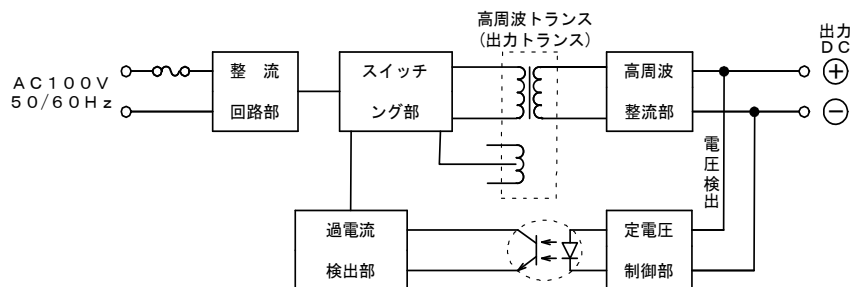 高周波トランス
(出力トランス)
出力
DC
AC100V
50/60Hz
整 流
回路部
スイッチ
ング部
高周波
整流部
+
−
電圧検出
過電流
検出部
定電圧
制御部